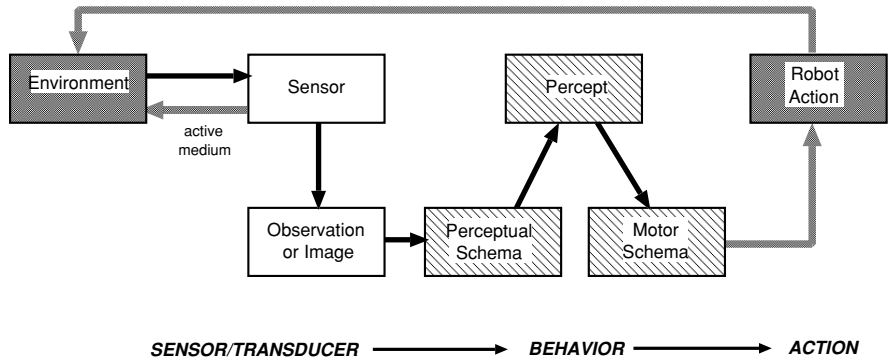 Environment
Sensor
Percept
Robot
Action
active
medium
Observation
or Image
Perceptual
Schema
Motor
Schema
SENSOR/TRANSDUCER
BEHAVIOR
ACTION